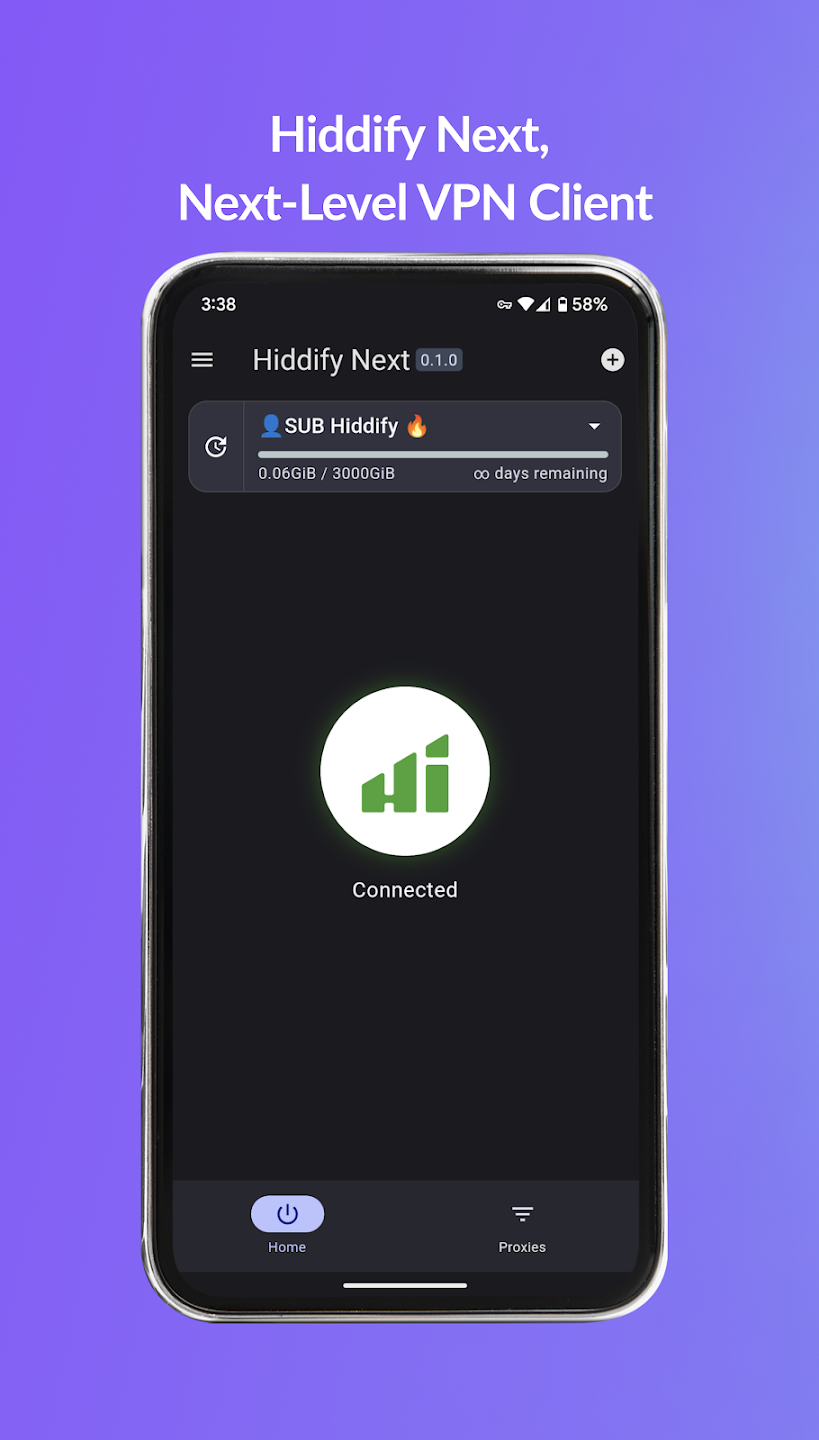 Hiddify Next,
Next-Level VPN Client
3:38 58%
Hiddify Next 0.1.0
👤SUB Hiddify 🔥
0.06GiB / 3000GiB ∞ days remaining
Hi
Connected
Home Proxies